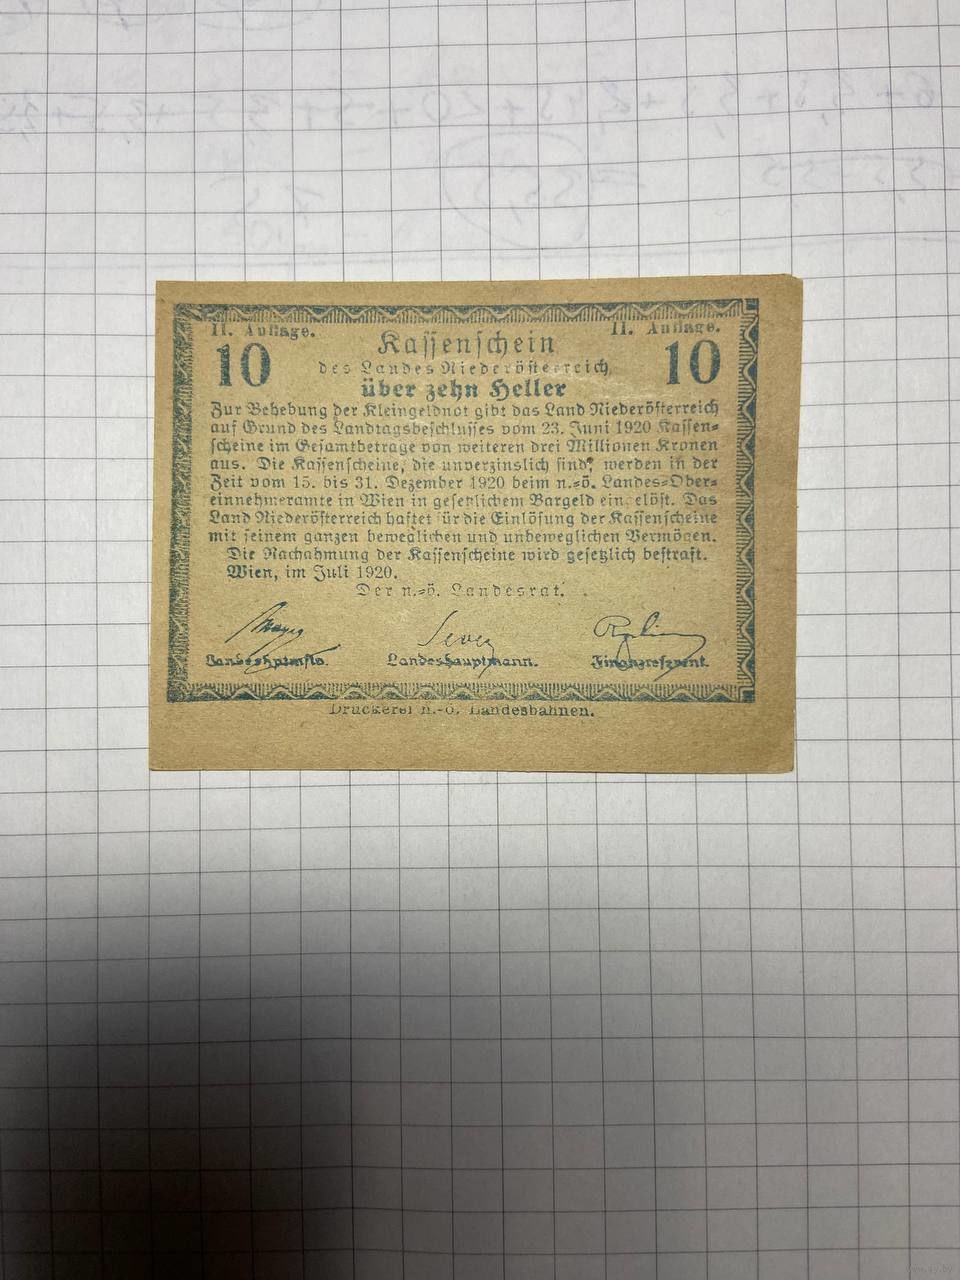 II. Auflage. II. Auflage.
10 Kassenschein 10
des Landes Niederösterreich,
über zehn Heller
Zur Behebung der Kleingeldnot gibt das Land Niederösterreich
auf Grund des Landtagsbeschlusses vom 23. Juni 1920 Kassen=
scheine im Gesamtbetrage von weiteren drei Millionen Kronen
aus. Die Kassenscheine, die unverzinslich sind, werden in der
Zeit vom 15. bis 31. Dezember 1920 beim n.=ö. Landes=Ober=
einnehmeramte in Wien in gesetzlichem Bargeld eingelöst. Das
Land Niederösterreich haftet für die Einlösung der Kassenscheine
mit seinem ganzen beweglichen und unbeweglichen Vermögen.
Die Nachahmung der Kassenscheine wird gesetzlich bestraft.
Wien, im Juli 1920.
Der n.=ö. Landesrat.
Mayer Sever
Landeshptmstv. Landeshauptmann. Finanzreferent.
Druckerei n.-ö. Landesbahnen.